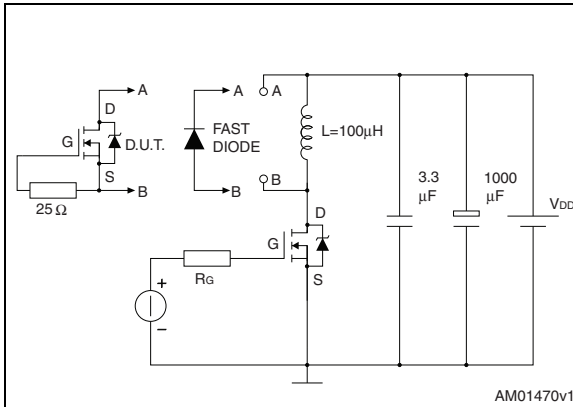 A
D
G
D.U.T.
S
B
25 Ω
A
FAST
DIODE
B
A
B
L=100μH
D
G
S
RG
+
–
3.3
μF
1000
μF
VDD
AM01470v1